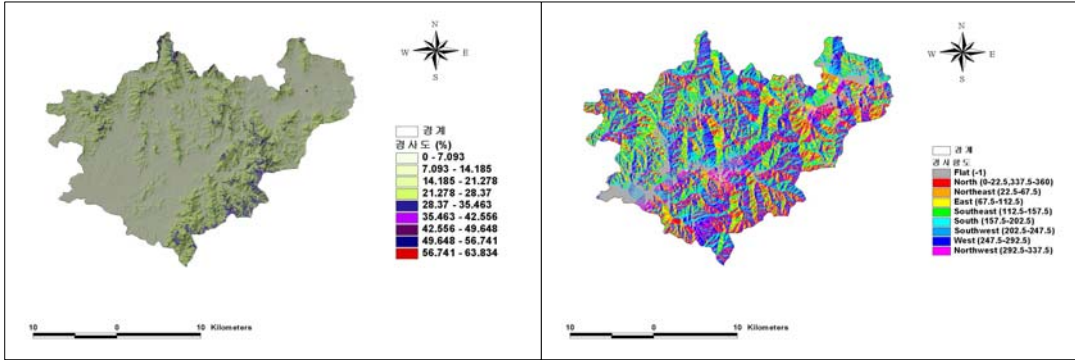 N
W E
S
경 계
경 사 도 (%)
0 - 7.093
7.093 - 14.185
14.185 - 21.278
21.278 - 28.37
28.37 - 35.463
35.463 - 42.556
42.556 - 49.648
49.648 - 56.741
56.741 - 63.834
10 0 10 Kilometers
N
W E
S
경 계
경 사 향 도
Flat (-1)
North (0-22.5,337.5-360)
Northeast (22.5-67.5)
East (67.5-112.5)
Southeast (112.5-157.5)
South (157.5-202.5)
Southwest (202.5-247.5)
West (247.5-292.5)
Northwest (292.5-337.5)
10 0 10 Kilometers